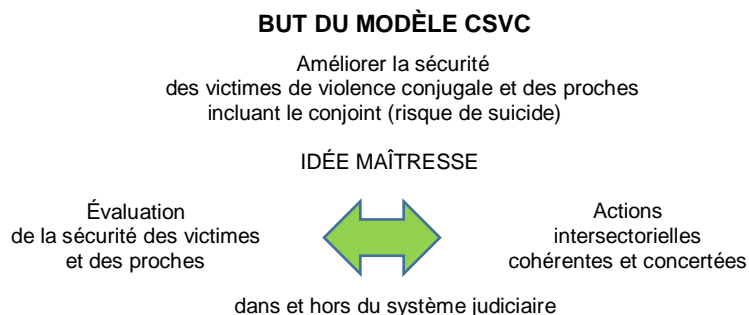 BUT DU MODÈLE CSVC
Améliorer la sécurité
des victimes de violence conjugale et des proches
incluant le conjoint (risque de suicide)
IDÉE MAÎTRESSE
Évaluation
de la sécurité des victimes
et des proches
Actions
intersectorielles
cohérentes et concertées
dans et hors du système judiciaire